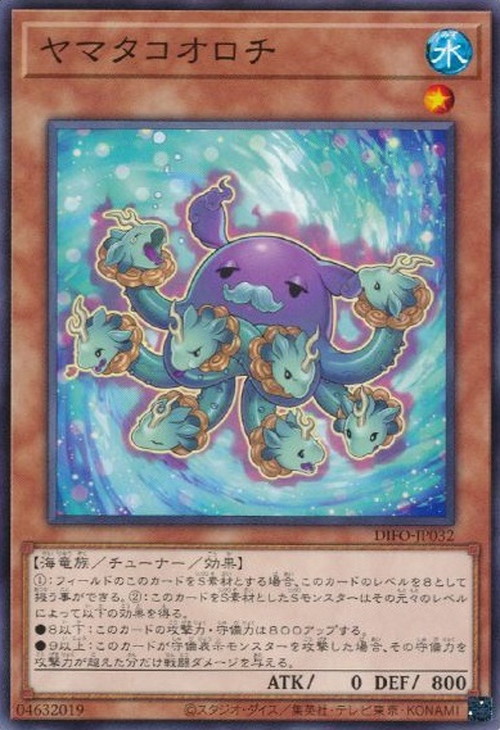 ヤマタコオロチ
水
DIFO-JP032
【海竜族／チューナー／効果】
①：フィールドのこのカードをS素材とする場合、このカードのレベルを8として
扱う事ができる。②：このカードをS素材としたSモンスターはその元々のレベル
によって以下の効果を得る。
●8以下：このカードの攻撃力・守備力は800アップする。
●9以上：このカードが守備表示モンスターを攻撃した場合、その守備力を
攻撃力が超えた分だけ戦闘ダメージを与える。
ATK/ 0 DEF/ 800
04632019 ©スタジオ・ダイス／集英社・テレビ東京・KONAMI